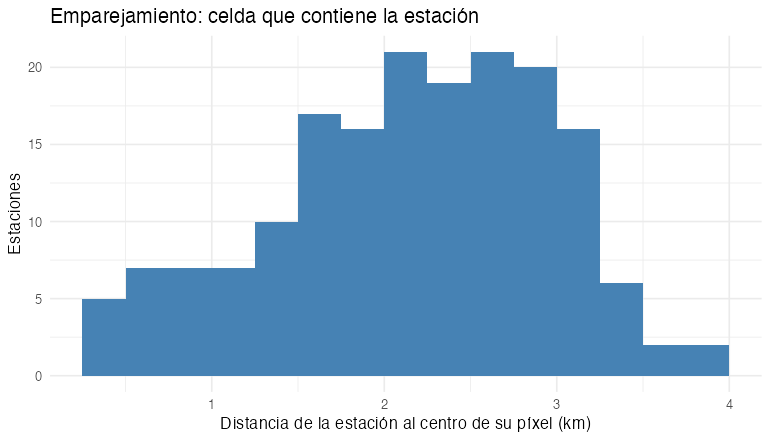 Emparejamiento: celda que contiene la estación
20
15
10
5
0
Estaciones
1 2 3 4
Distancia de la estación al centro de su píxel (km)